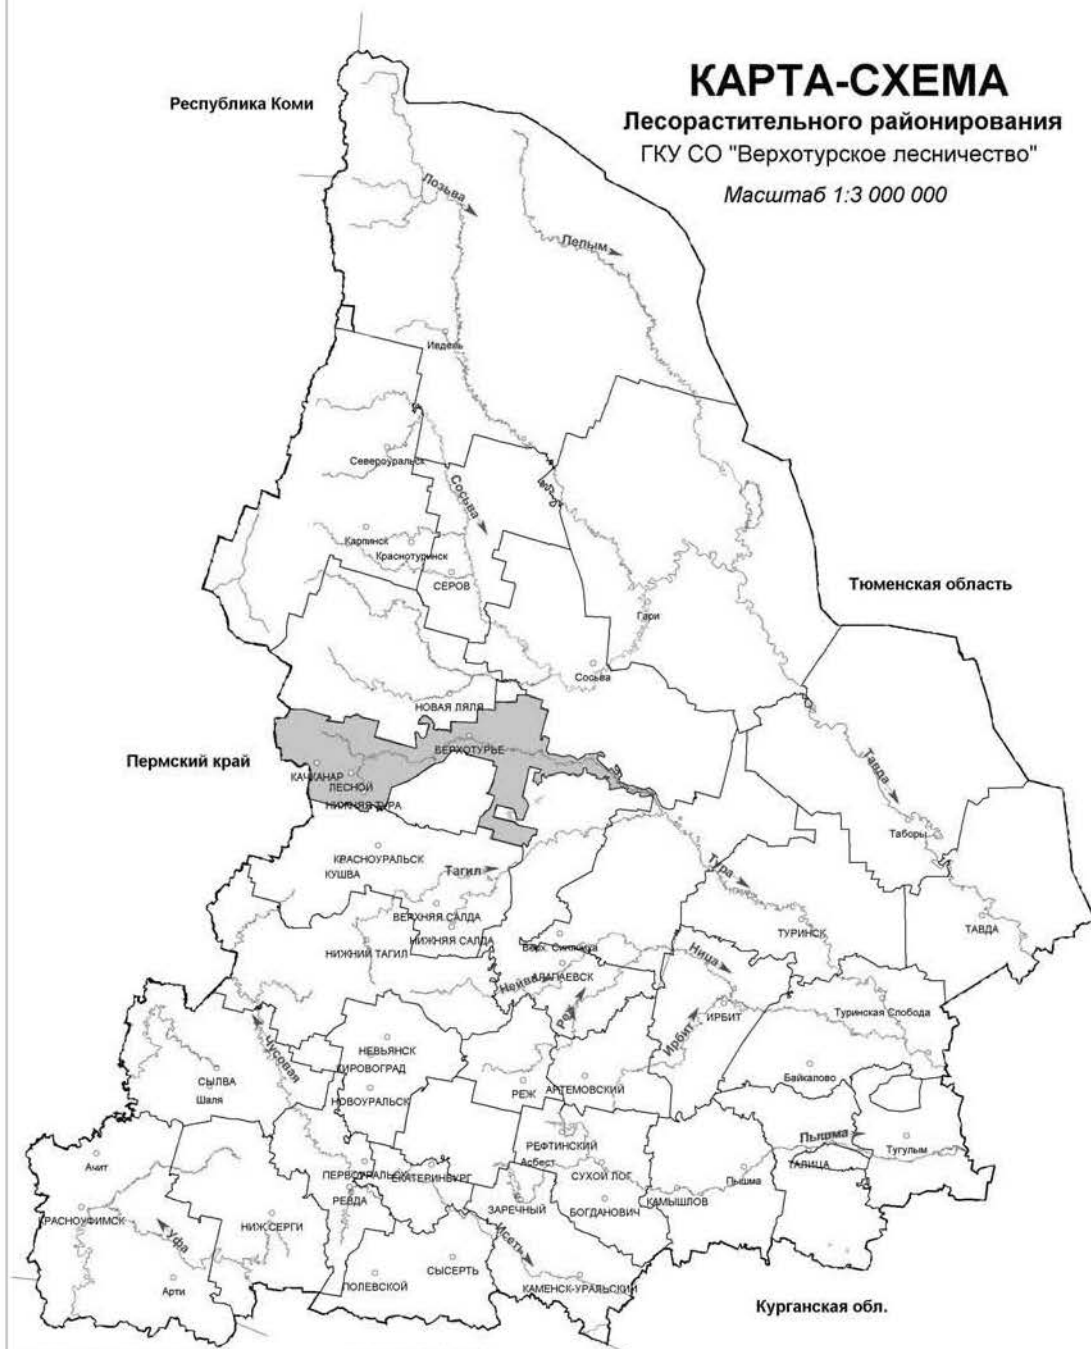 КАРТА-СХЕМА
Лесорастительного районирования
ГКУ СО "Верхотурское лесничество"
Масштаб 1:3 000 000
Республика Коми
Лозьва
Пелым
Ивдель
Североуральск
Сосьва
Карпинск
Краснотуринск
СЕРОВ
Тюменская область
Гари
Сосьва
НОВАЯ ЛЯЛЯ
ВЕРХОТУРЬЕ
Пермский край
КАЧКАНАР
ЛЕСНОЙ
НИЖНЯЯ ТУРА
Тавда
Таборы
КРАСНОУРАЛЬСК
КУШВА
Тагил
Тура
ВЕРХНЯЯ САЛДА
НИЖНЯЯ САЛДА
НИЖНИЙ ТАГИЛ
ТУРИНСК
ТАВДА
Верх. Синячиха
Ница
АЛАПАЕВСК
Нейва
Реж
Ирбит
ИРБИТ
Туринская Слобода
Чусовая
НЕВЬЯНСК
КИРОВОГРАД
СЫЛВА
Шаля
НОВОУРАЛЬСК
РЕЖ
АРТЕМОВСКИЙ
Байкалово
Пышма
РЕФТИНСКИЙ
Асбест
Тугулым
ТАЛИЦА
Ачит
ПЕРВОУРАЛЬСК
ЕКАТЕРИНБУРГ
СУХОЙ ЛОГ
Пышма
РЕВДА
ЗАРЕЧНЫЙ
БОГДАНОВИЧ
КАМЫШЛОВ
КРАСНОУФИМСК
Уфа
НИЖ.СЕРГИ
Исеть
СЫСЕРТЬ
ПОЛЕВСКОЙ
КАМЕНСК-УРАЛЬСКИЙ
Арти
Курганская обл.